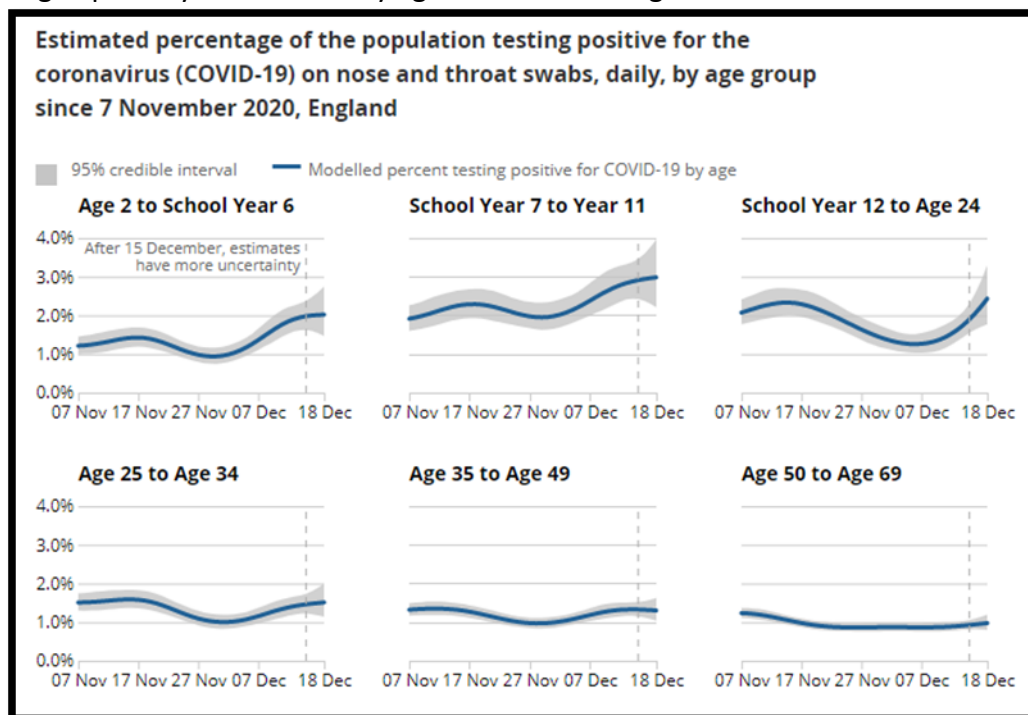 Estimated percentage of the population testing positive for the
coronavirus (COVID-19) on nose and throat swabs, daily, by age group
since 7 November 2020, England
95% credible interval
Modelled percent testing positive for COVID-19 by age
Age 2 to School Year 6
School Year 7 to Year 11
School Year 12 to Age 24
4.0%
After 15 December, estimates
have more uncertainty
3.0%
2.0%
1.0%
0.0%
07 Nov 17 Nov 27 Nov 07 Dec 18 Dec
07 Nov 17 Nov 27 Nov 07 Dec 18 Dec
07 Nov 17 Nov 27 Nov 07 Dec 18 Dec
Age 25 to Age 34
Age 35 to Age 49
Age 50 to Age 69
4.0%
3.0%
2.0%
1.0%
0.0%
07 Nov 17 Nov 27 Nov 07 Dec 18 Dec
07 Nov 17 Nov 27 Nov 07 Dec 18 Dec
07 Nov 17 Nov 27 Nov 07 Dec 18 Dec